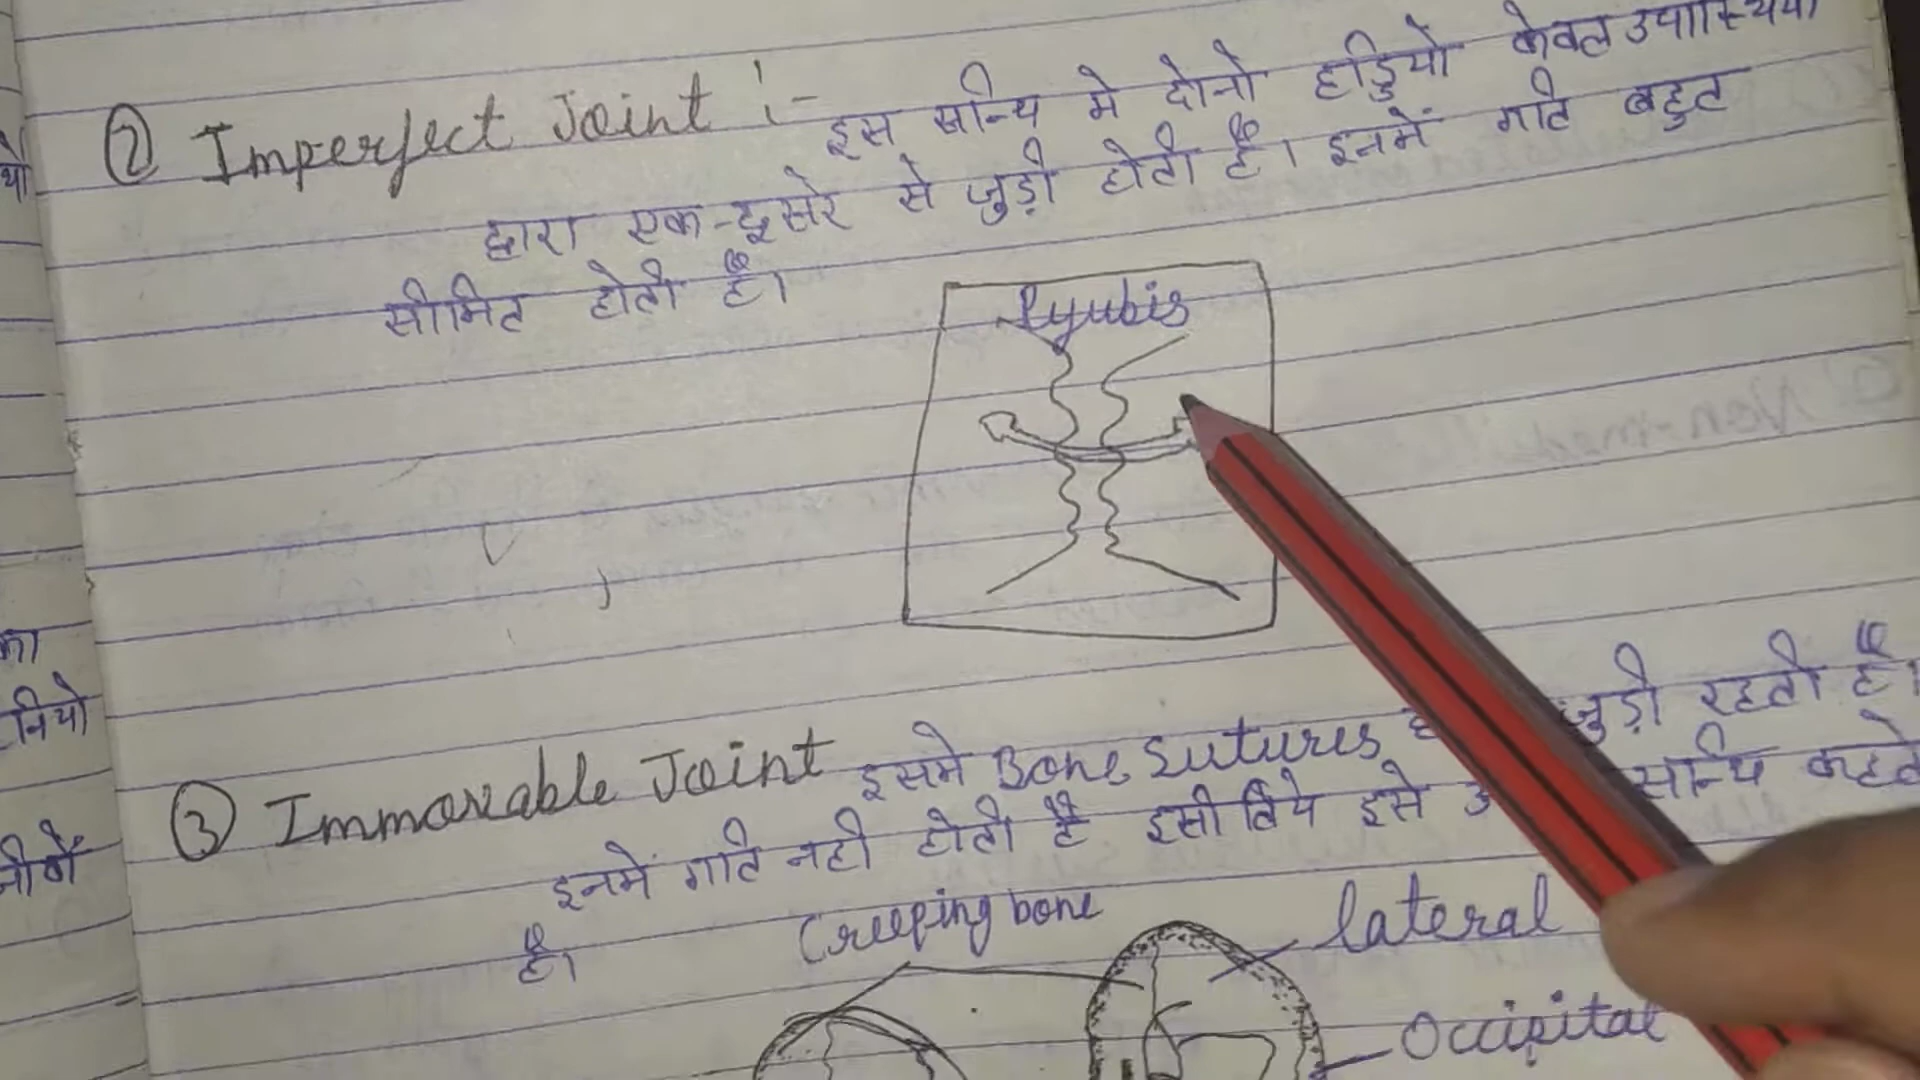 ② Imperfect Joint :- इस सन्धि मे दोनो हड्डियों केवल उपास्थियों
द्वारा एक-दूसरे से जुड़ी होती है। इनमें गति बहुत
सीमित होती है।
Pyubis
③ Immovable Joint इसमे Bone Sutures जुड़ी रहती है।
इनमें गति नही होती है इसीलिये इसे सन्धि कहते
है।
Creeping bone
lateral
Occipital